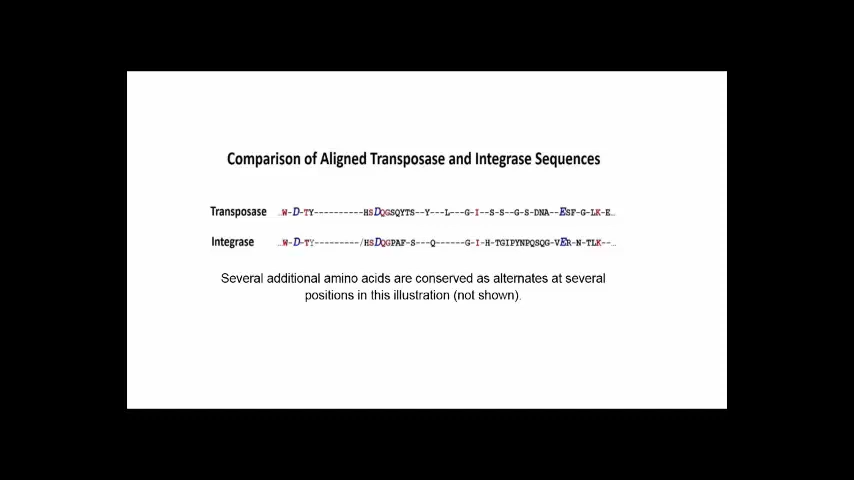 Comparison of Aligned Transposase and Integrase Sequences
Transposase ...W-D-TY----------HSDQGSQYTS--Y---L---G-I--S-S--G-S-DNA--ESF-G-LK-E...
Integrase ...W-D-TY----------/HSDQGPAF-S---Q------G-I-H-TGIPYNPQSQG-VER-N-TLK--...
Several additional amino acids are conserved as alternates at several
positions in this illustration (not shown).